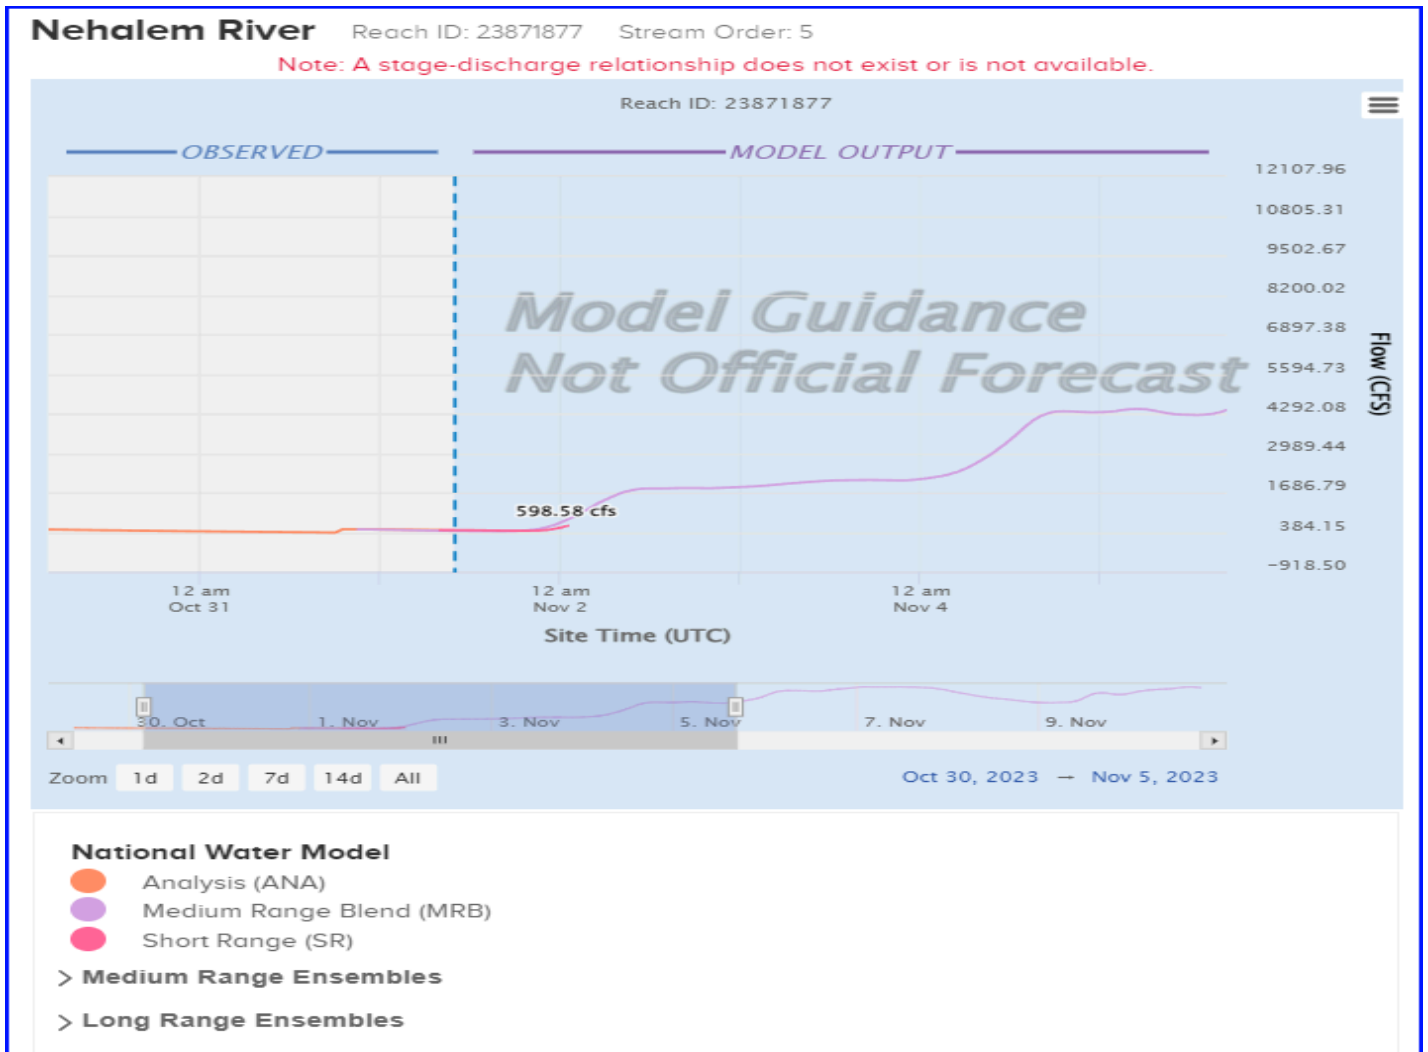 Nehalem River Reach ID: 23871877 Stream Order: 5
Note: A stage-discharge relationship does not exist or is not available.
Reach ID: 23871877
OBSERVED MODEL OUTPUT
12107.96
10805.31
9502.67
8200.02
6897.38
5594.73
4292.08
2989.44
1686.79
384.15
−918.50
Flow (CFS)
Model Guidance
Not Official Forecast
598.58 cfs
12 am 12 am 12 am
Oct 31 Nov 2 Nov 4
Site Time (UTC)
30. Oct 1. Nov 3. Nov 5. Nov 7. Nov 9. Nov
Zoom 1d 2d 7d 14d All Oct 30, 2023 → Nov 5, 2023
National Water Model
Analysis (ANA)
Medium Range Blend (MRB)
Short Range (SR)
> Medium Range Ensembles
> Long Range Ensembles